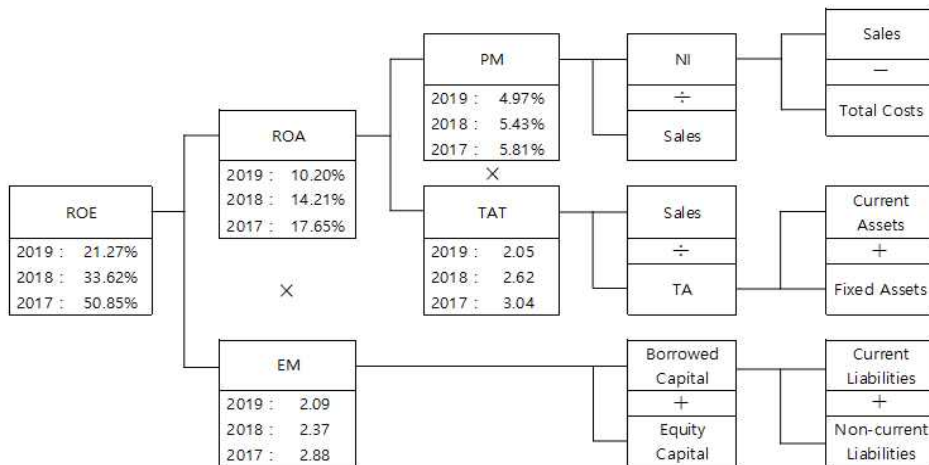 ROE
2019 : 21.27%
2018 : 33.62%
2017 : 50.85%
ROA
2019 : 10.20%
2018 : 14.21%
2017 : 17.65%
×
EM
2019 : 2.09
2018 : 2.37
2017 : 2.88
PM
2019 : 4.97%
2018 : 5.43%
2017 : 5.81%
×
TAT
2019 : 2.05
2018 : 2.62
2017 : 3.04
NI
÷
Sales
Sales
÷
TA
Borrowed
Capital
+
Equity
Capital
Sales
−
Total Costs
Current
Assets
+
Fixed Assets
Current
Liabilities
+
Non-current
Liabilities